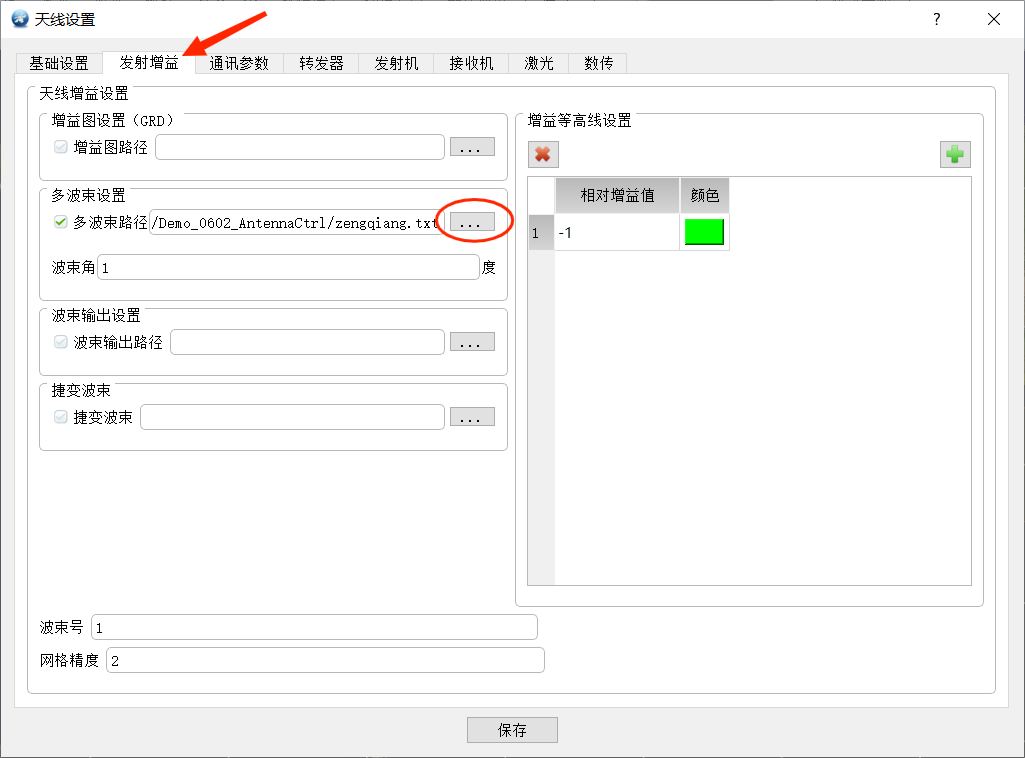 天线设置
?
基础设置 发射增益 通讯参数 转发器 发射机 接收机 激光 数传
天线增益设置
增益图设置（GRD）
增益图路径 ...
多波束设置
多波束路径 /Demo_0602_AntennaCtrl/zengqiang.txt ...
波束角 1 度
波束输出设置
波束输出路径 ...
捷变波束
捷变波束 ...
增益等高线设置
相对增益值 颜色
1 -1
波束号 1
网格精度 2
保存